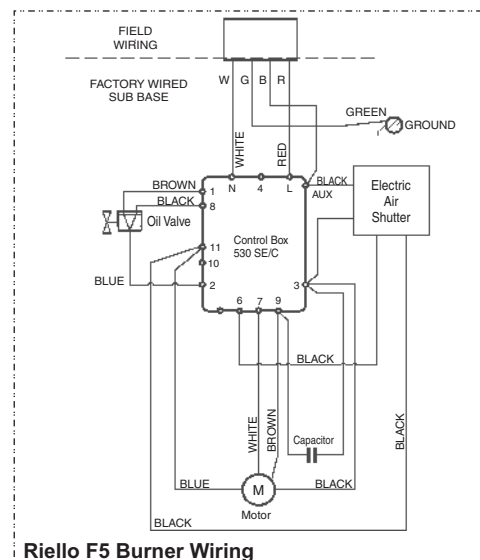 FIELD
WIRING
FACTORY WIRED
SUB BASE
W G B R
GREEN
GROUND
WHITE
RED
BROWN
BLACK
Oil Valve
BLUE
1
8
11
10
2
N 4 L
AUX
BLACK
Control Box
530 SE/C
3
6 7 9
Electric
Air
Shutter
BLACK
WHITE
BROWN
Capacitor
BLACK
BLUE
M
BLACK
Motor
BLACK
Riello F5 Burner Wiring